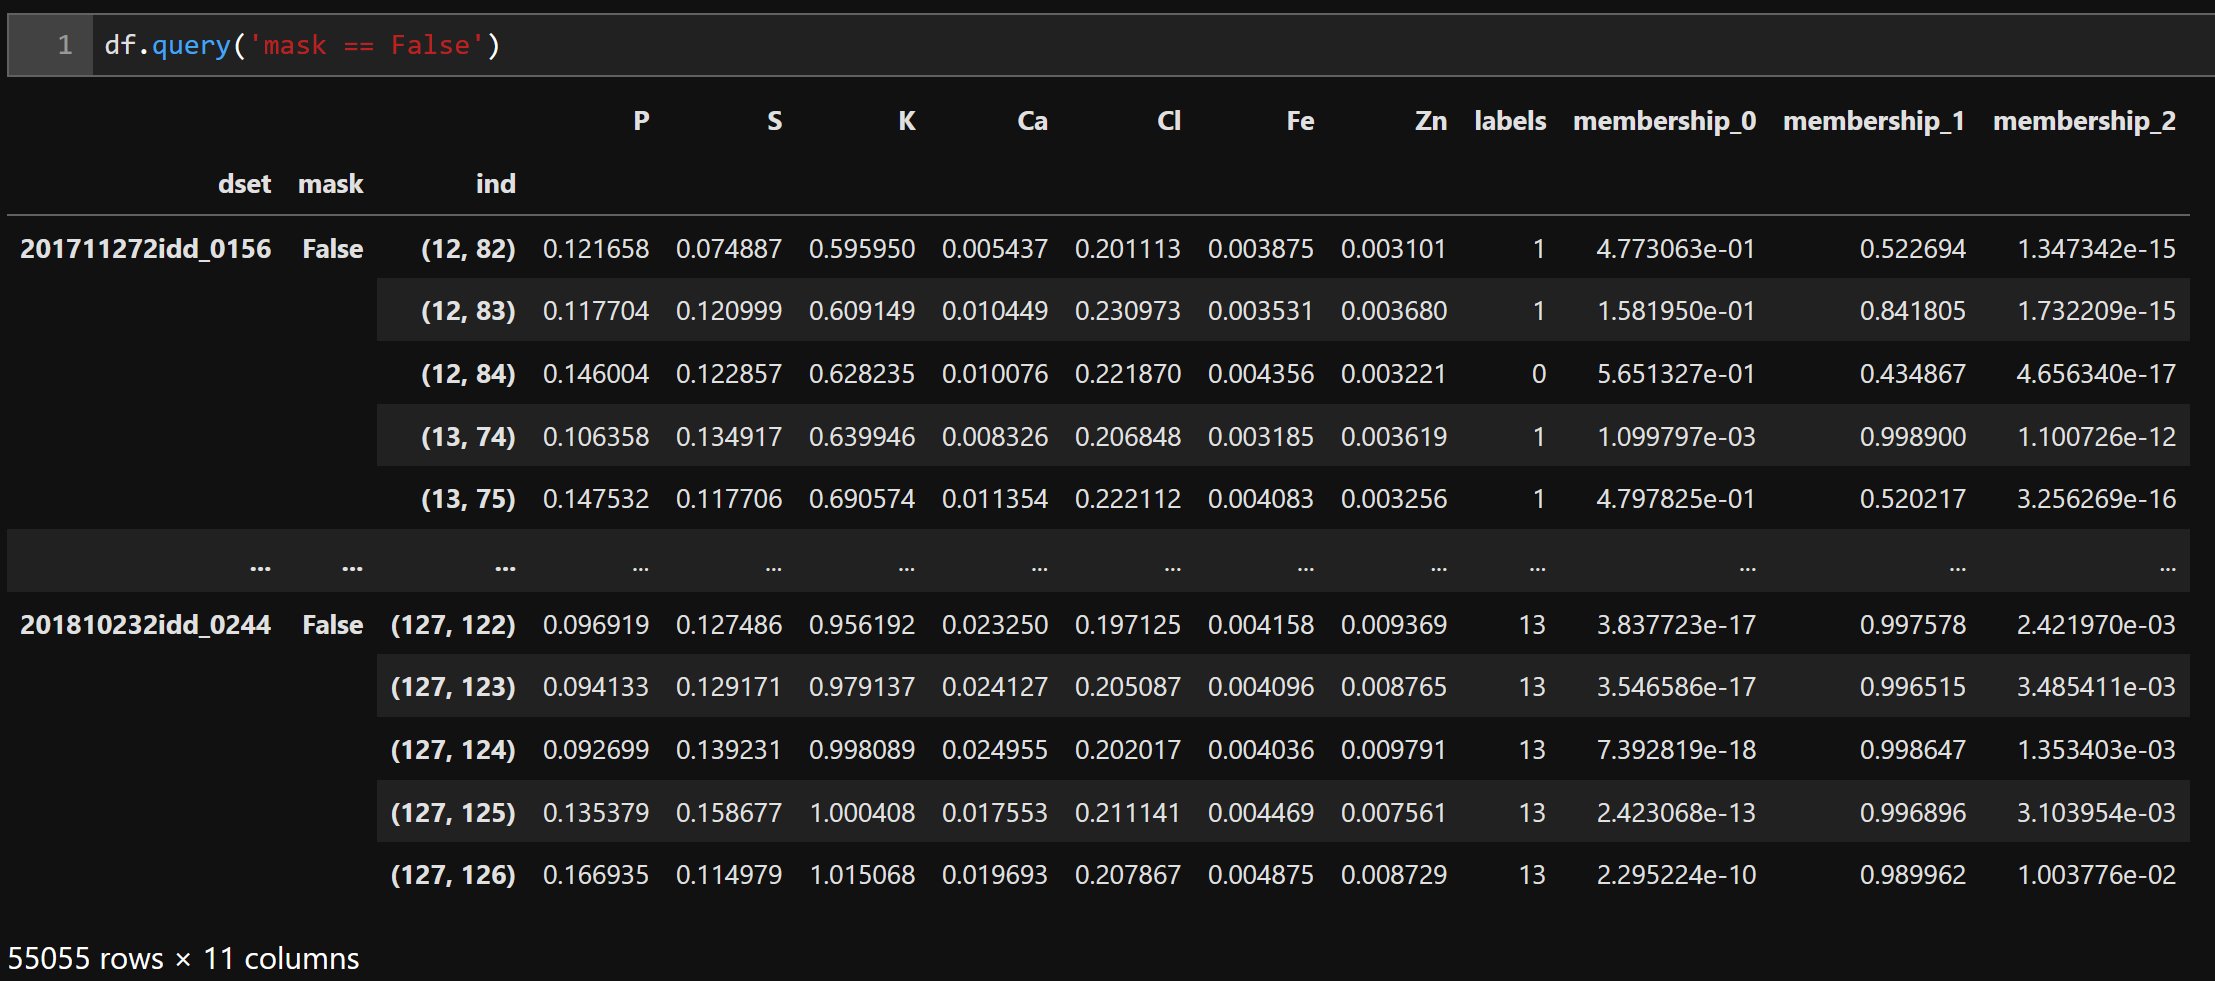 1 df.query('mask == False')
P S K Ca Cl Fe Zn labels membership_0 membership_1 membership_2
dset mask ind
201711272idd_0156 False (12, 82) 0.121658 0.074887 0.595950 0.005437 0.201113 0.003875 0.003101 1 4.773063e-01 0.522694 1.347342e-15
(12, 83) 0.117704 0.120999 0.609149 0.010449 0.230973 0.003531 0.003680 1 1.581950e-01 0.841805 1.732209e-15
(12, 84) 0.146004 0.122857 0.628235 0.010076 0.221870 0.004356 0.003221 0 5.651327e-01 0.434867 4.656340e-17
(13, 74) 0.106358 0.134917 0.639946 0.008326 0.206848 0.003185 0.003619 1 1.099797e-03 0.998900 1.100726e-12
(13, 75) 0.147532 0.117706 0.690574 0.011354 0.222112 0.004083 0.003256 1 4.797825e-01 0.520217 3.256269e-16
... ... ... ... ... ... ... ... ... ... ... ... ... ...
201810232idd_0244 False (127, 122) 0.096919 0.127486 0.956192 0.023250 0.197125 0.004158 0.009369 13 3.837723e-17 0.997578 2.421970e-03
(127, 123) 0.094133 0.129171 0.979137 0.024127 0.205087 0.004096 0.008765 13 3.546586e-17 0.996515 3.485411e-03
(127, 124) 0.092699 0.139231 0.998089 0.024955 0.202017 0.004036 0.009791 13 7.392819e-18 0.998647 1.353403e-03
(127, 125) 0.135379 0.158677 1.000408 0.017553 0.211141 0.004469 0.007561 13 2.423068e-13 0.996896 3.103954e-03
(127, 126) 0.166935 0.114979 1.015068 0.019693 0.207867 0.004875 0.008729 13 2.295224e-10 0.989962 1.003776e-02
55055 rows × 11 columns